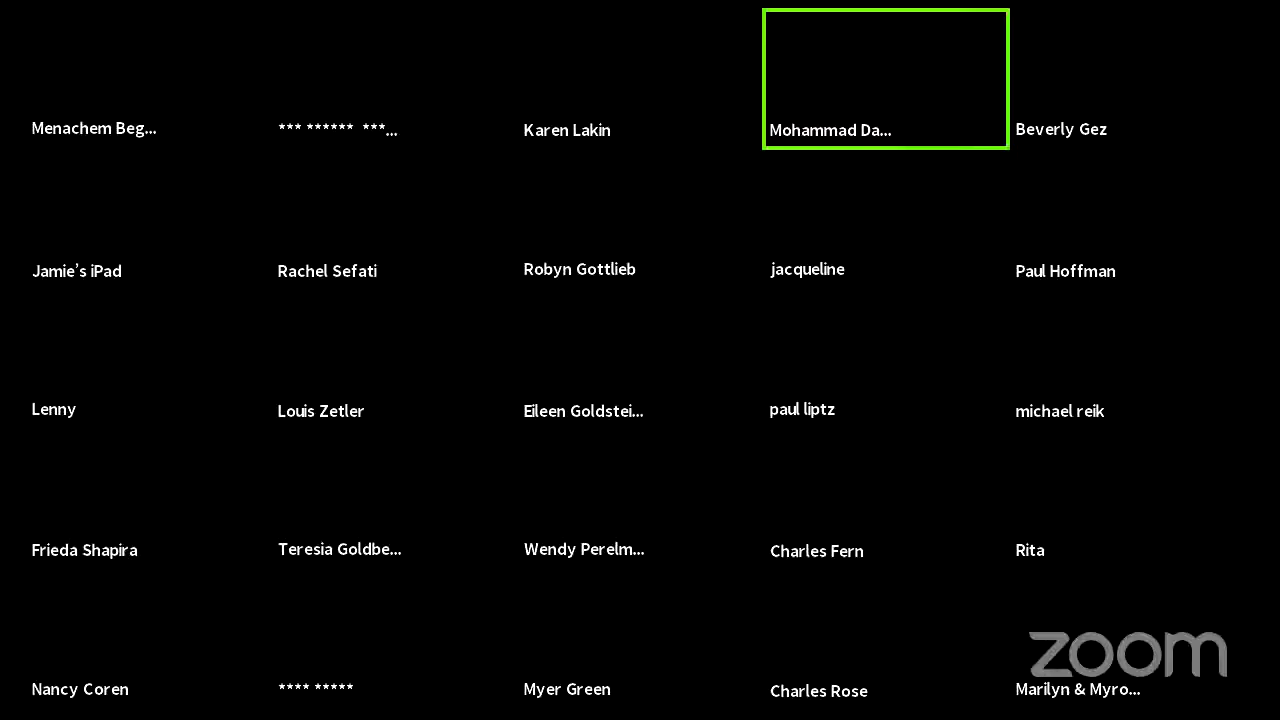 Menachem Beg...
*** ****** ***...
Karen Lakin
Mohammad Da...
Beverly Gez
Jamie's iPad
Rachel Sefati
Robyn Gottlieb
jacqueline
Paul Hoffman
Lenny
Louis Zetler
Eileen Goldstei...
paul liptz
michael reik
Frieda Shapira
Teresia Goldbe...
Wendy Perelm...
Charles Fern
Rita
Nancy Coren
**** *****
Myer Green
Charles Rose
Marilyn & Myro...
zoom